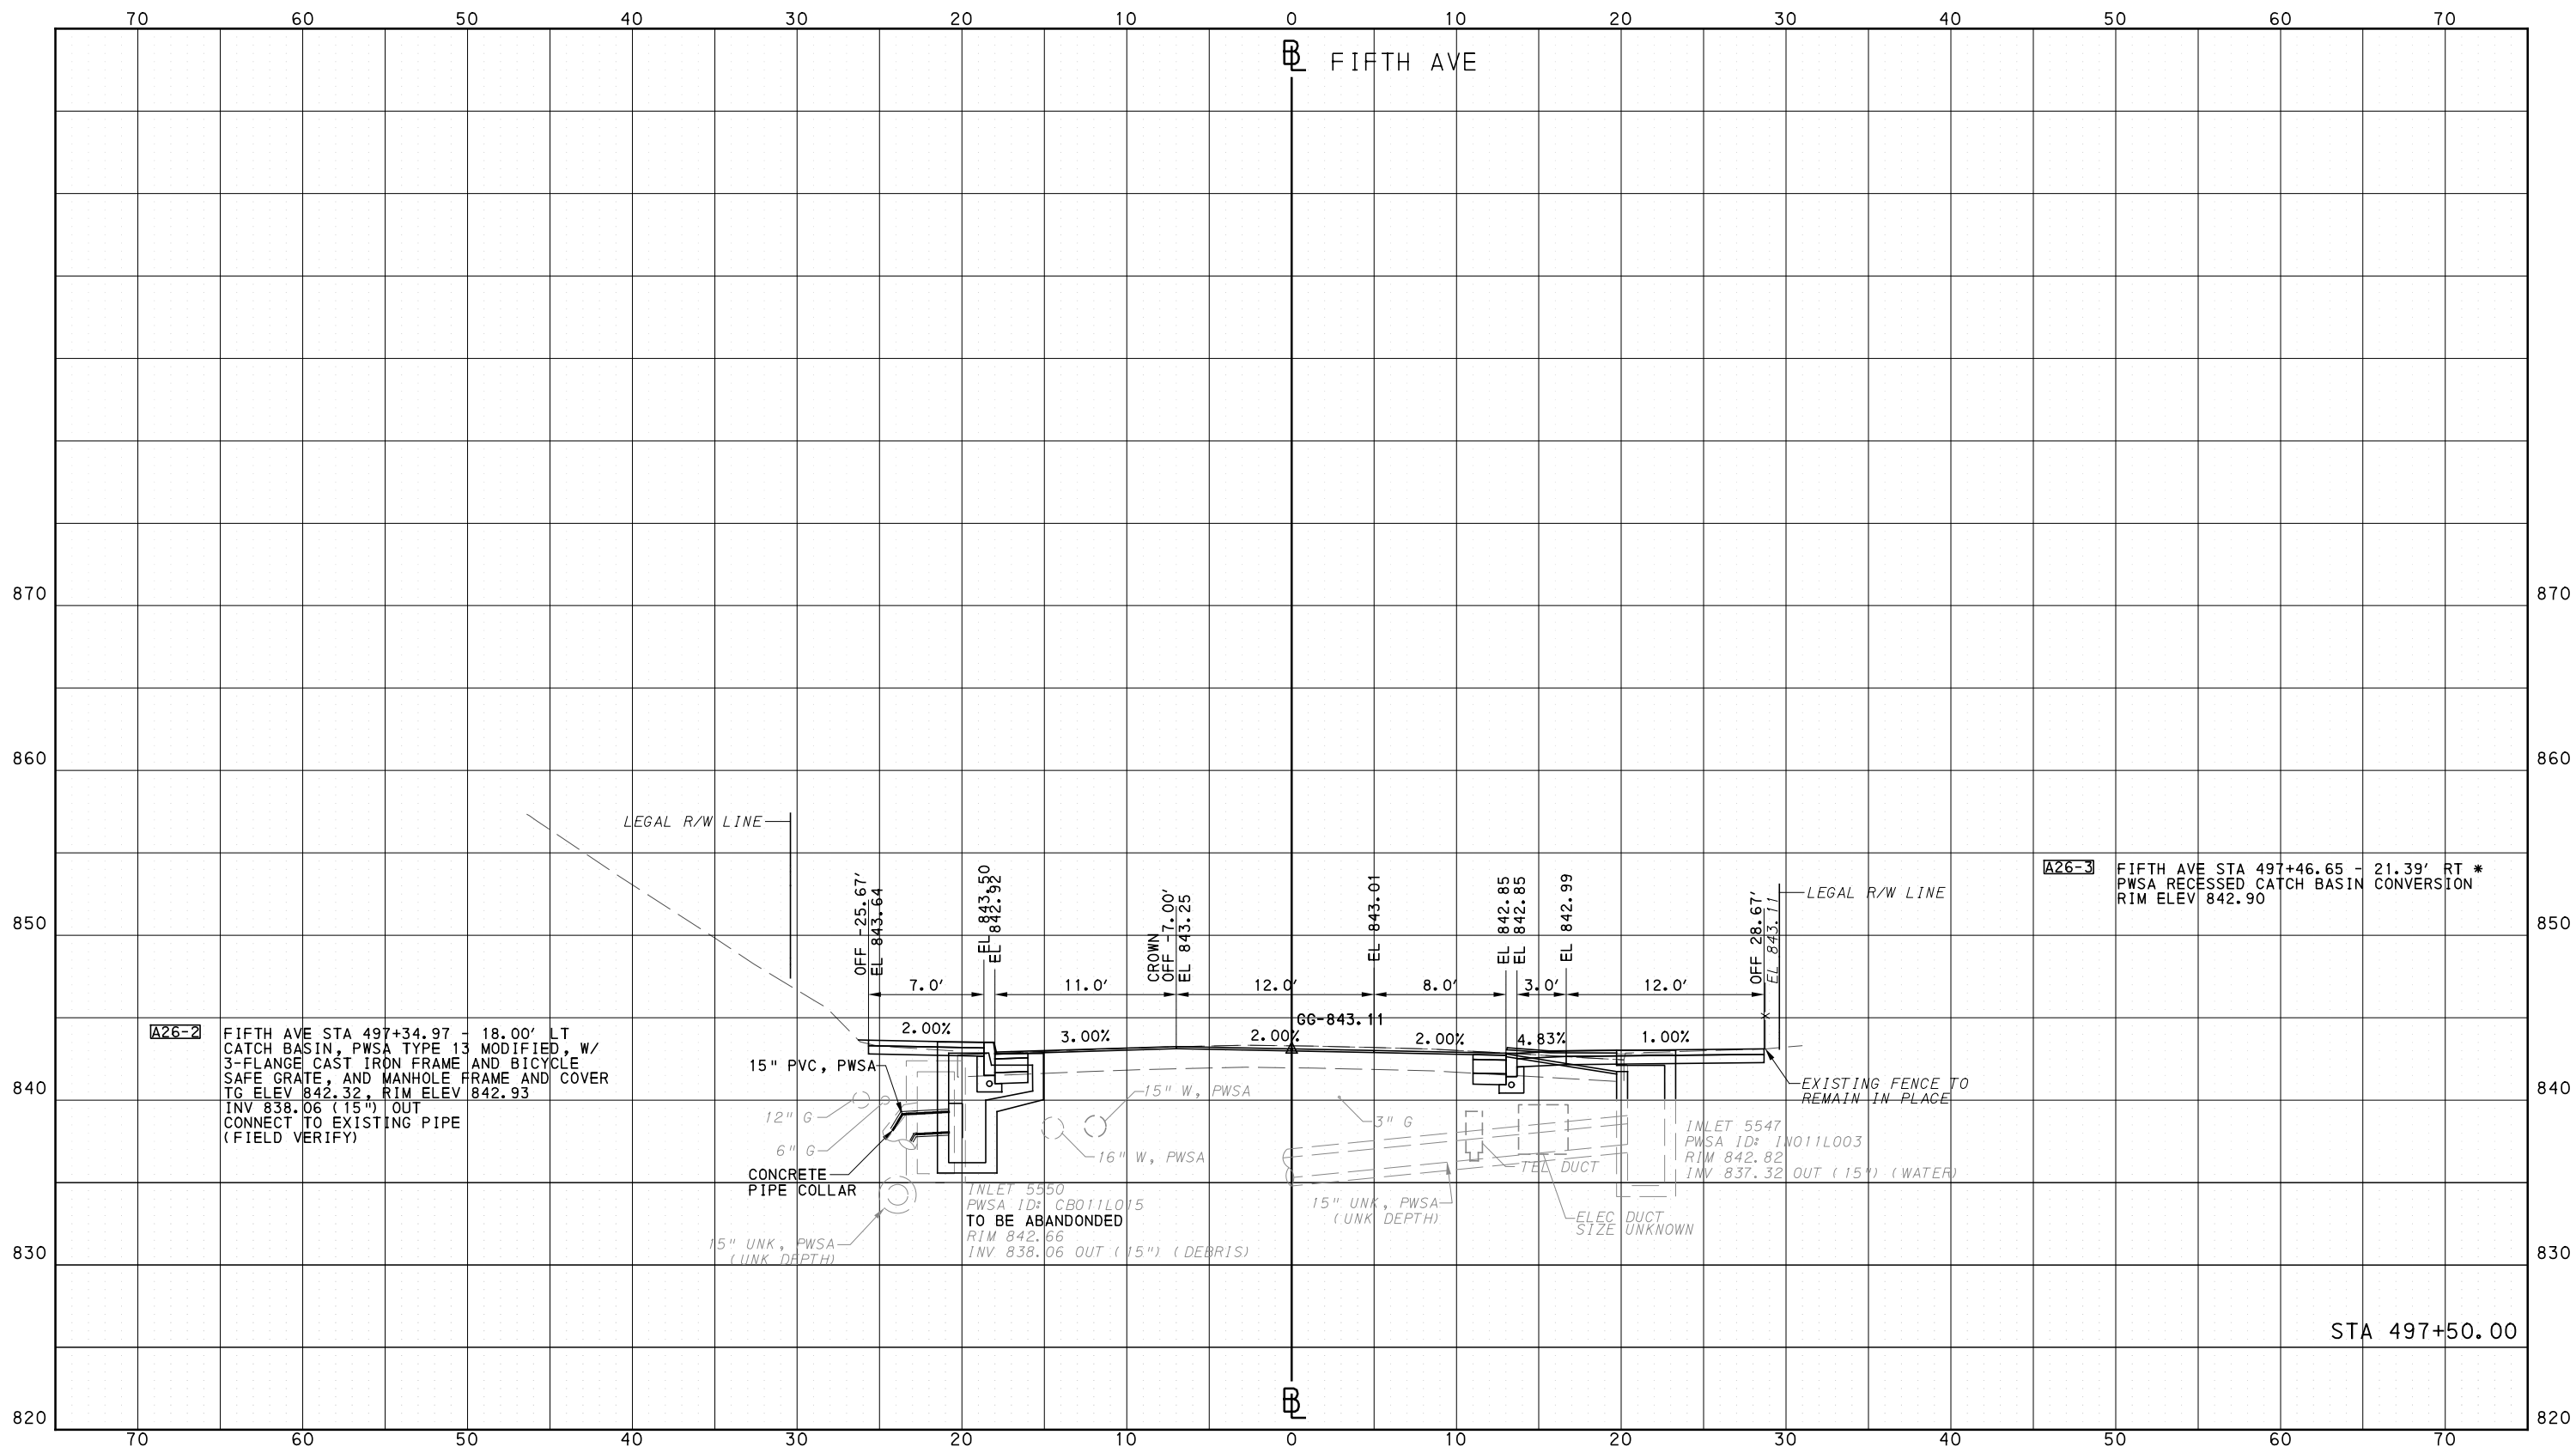 70 60 50 40 30 20 10 0 10 20 30 40 50 60 70
BL FIFTH AVE
870 870
860 860
LEGAL R/W LINE
850 850
OFF -25.67'
EL 843.64
EL 843.50
EL 842.92
CROWN
OFF -7.00'
EL 843.25
EL 843.01
EL 842.85
EL 842.85
EL 842.99
OFF 28.67'
EL 843.11
LEGAL R/W LINE
A26-3 FIFTH AVE STA 497+46.65 - 21.39' RT *
PWSA RECESSED CATCH BASIN CONVERSION
RIM ELEV 842.90
7.0' 11.0' 12.0' 8.0' 3.0' 12.0'
GG-843.11
2.00% 3.00% 2.00% 2.00% 4.83% 1.00%
A26-2 FIFTH AVE STA 497+34.97 - 18.00' LT
CATCH BASIN, PWSA TYPE 13 MODIFIED, W/
3-FLANGE CAST IRON FRAME AND BICYCLE
SAFE GRATE, AND MANHOLE FRAME AND COVER
TG ELEV 842.32, RIM ELEV 842.93
INV 838.06 (15") OUT
CONNECT TO EXISTING PIPE
(FIELD VERIFY)
840 840
15" PVC, PWSA
12" G
6" G
CONCRETE
PIPE COLLAR
15" UNK, PWSA
(UNK DEPTH)
INLET 5550
PWSA ID: CB011L015
TO BE ABANDONDED
RIM 842.66
INV 838.06 OUT (15") (DEBRIS)
15" W, PWSA
16" W, PWSA
3" G
15" UNK, PWSA
(UNK DEPTH)
TEL DUCT
ELEC DUCT
SIZE UNKNOWN
INLET 5547
PWSA ID: IN011L003
RIM 842.82
INV 837.32 OUT (15") (WATER)
EXISTING FENCE TO
REMAIN IN PLACE
X
830 830
STA 497+50.00
BL
820 820
70 60 50 40 30 20 10 0 10 20 30 40 50 60 70